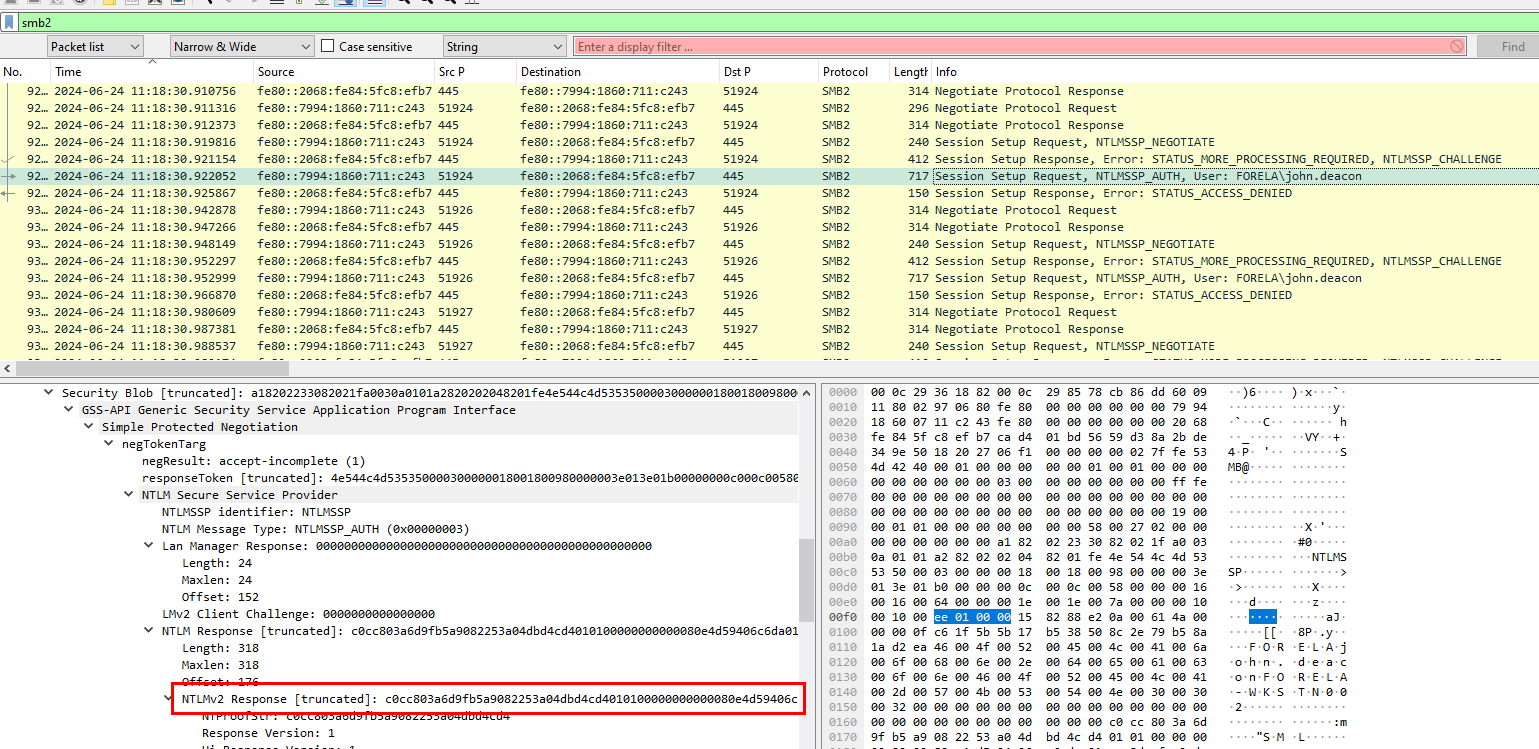 smb2
Packet list Narrow & Wide Case sensitive String Enter a display filter ... Find
No. Time Source Src P Destination Dst P Protocol Length Info
92… 2024-06-24 11:18:30.910756 fe80::2068:fe84:5fc8:efb7 445 fe80::7994:1860:711:c243 51924 SMB2 314 Negotiate Protocol Response
92… 2024-06-24 11:18:30.911316 fe80::7994:1860:711:c243 51924 fe80::2068:fe84:5fc8:efb7 445 SMB2 296 Negotiate Protocol Request
92… 2024-06-24 11:18:30.912373 fe80::2068:fe84:5fc8:efb7 445 fe80::7994:1860:711:c243 51924 SMB2 314 Negotiate Protocol Response
92… 2024-06-24 11:18:30.919816 fe80::7994:1860:711:c243 51924 fe80::2068:fe84:5fc8:efb7 445 SMB2 240 Session Setup Request, NTLMSSP_NEGOTIATE
92… 2024-06-24 11:18:30.921154 fe80::2068:fe84:5fc8:efb7 445 fe80::7994:1860:711:c243 51924 SMB2 412 Session Setup Response, Error: STATUS_MORE_PROCESSING_REQUIRED, NTLMSSP_CHALLENGE
92… 2024-06-24 11:18:30.922052 fe80::7994:1860:711:c243 51924 fe80::2068:fe84:5fc8:efb7 445 SMB2 717 Session Setup Request, NTLMSSP_AUTH, User: FORELA\john.deacon
92… 2024-06-24 11:18:30.925867 fe80::2068:fe84:5fc8:efb7 445 fe80::7994:1860:711:c243 51924 SMB2 150 Session Setup Response, Error: STATUS_ACCESS_DENIED
93… 2024-06-24 11:18:30.942878 fe80::7994:1860:711:c243 51926 fe80::2068:fe84:5fc8:efb7 445 SMB2 314 Negotiate Protocol Request
93… 2024-06-24 11:18:30.947266 fe80::2068:fe84:5fc8:efb7 445 fe80::7994:1860:711:c243 51926 SMB2 314 Negotiate Protocol Response
93… 2024-06-24 11:18:30.948149 fe80::7994:1860:711:c243 51926 fe80::2068:fe84:5fc8:efb7 445 SMB2 240 Session Setup Request, NTLMSSP_NEGOTIATE
93… 2024-06-24 11:18:30.952297 fe80::2068:fe84:5fc8:efb7 445 fe80::7994:1860:711:c243 51926 SMB2 412 Session Setup Response, Error: STATUS_MORE_PROCESSING_REQUIRED, NTLMSSP_CHALLENGE
93… 2024-06-24 11:18:30.952999 fe80::7994:1860:711:c243 51926 fe80::2068:fe84:5fc8:efb7 445 SMB2 717 Session Setup Request, NTLMSSP_AUTH, User: FORELA\john.deacon
93… 2024-06-24 11:18:30.966870 fe80::2068:fe84:5fc8:efb7 445 fe80::7994:1860:711:c243 51926 SMB2 150 Session Setup Response, Error: STATUS_ACCESS_DENIED
93… 2024-06-24 11:18:30.980609 fe80::7994:1860:711:c243 51927 fe80::2068:fe84:5fc8:efb7 445 SMB2 314 Negotiate Protocol Request
93… 2024-06-24 11:18:30.987381 fe80::2068:fe84:5fc8:efb7 445 fe80::7994:1860:711:c243 51927 SMB2 314 Negotiate Protocol Response
93… 2024-06-24 11:18:30.988537 fe80::7994:1860:711:c243 51927 fe80::2068:fe84:5fc8:efb7 445 SMB2 240 Session Setup Request, NTLMSSP_NEGOTIATE
Security Blob [truncated]: a18202233082021fa0030a0101a2820202048201fe4e544c4d5353500003000000180018009800
GSS-API Generic Security Service Application Program Interface
Simple Protected Negotiation
negTokenTarg
negResult: accept-incomplete (1)
responseToken [truncated]: 4e544c4d535350000300000018001800980000003e013e01b00000000c000c00580
NTLM Secure Service Provider
NTLMSSP identifier: NTLMSSP
NTLM Message Type: NTLMSSP_AUTH (0x00000003)
Lan Manager Response: 000000000000000000000000000000000000000000000000
Length: 24
Maxlen: 24
Offset: 152
LMv2 Client Challenge: 0000000000000000
NTLM Response [truncated]: c0cc803a6d9fb5a9082253a04dbd4cd4010100000000000080e4d59406c6da01
Length: 318
Maxlen: 318
Offset: 176
NTLMv2 Response [truncated]: c0cc803a6d9fb5a9082253a04dbd4cd4010100000000000080e4d59406c
NTProofStr: c0cc803a6d9fb5a9082253a04dbd4cd4
Response Version: 1
Hi Response Version: 1
0000 00 0c 29 36 18 82 00 0c 29 85 78 cb 86 dd 60 09 ··)6···· )·x···`·
0010 11 80 02 97 06 80 fe 80 00 00 00 00 00 00 79 94 ········ ······y·
0020 18 60 07 11 c2 43 fe 80 00 00 00 00 00 00 20 68 ·`···C·· ······ h
0030 fe 84 5f c8 ef b7 ca d4 01 bd 56 59 d3 8a 2b de ··_····· ··VY··+·
0040 34 9e 50 18 20 27 06 f1 00 00 00 00 02 7f fe 53 4·P· '·· ·······S
0050 4d 42 40 00 01 00 00 00 00 00 01 00 01 00 00 00 MB@····· ········
0060 00 00 00 00 00 00 03 00 00 00 00 00 00 00 ff fe ········ ········
0070 00 00 00 00 00 00 00 00 00 00 00 00 00 00 00 00 ········ ········
0080 00 00 00 00 00 00 00 00 00 00 00 00 00 00 19 00 ········ ········
0090 00 01 01 00 00 00 00 00 00 00 58 00 27 02 00 00 ········ ··X·'···
00a0 00 00 00 00 00 00 a1 82 02 23 30 82 02 1f a0 03 ········ ·#0·····
00b0 0a 01 01 a2 82 02 02 04 82 01 fe 4e 54 4c 4d 53 ········ ···NTLMS
00c0 53 50 00 03 00 00 00 18 00 18 00 98 00 00 00 3e SP······ ·······>
00d0 01 3e 01 b0 00 00 00 0c 00 0c 00 58 00 00 00 16 ·>······ ···X····
00e0 00 16 00 64 00 00 00 1e 00 1e 00 7a 00 00 00 10 ···d···· ···z····
00f0 00 10 00 ee 01 00 00 15 82 88 e2 0a 00 61 4a 00 ········ ·····aJ·
0100 00 00 0f c6 1f 5b 5b 17 b5 38 50 8c 2e 79 b5 8a ·····[[· ·8P·.y··
0110 1a d2 ea 46 00 4f 00 52 00 45 00 4c 00 41 00 6a ···F·O·R ·E·L·A·j
0120 00 6f 00 68 00 6e 00 2e 00 64 00 65 00 61 00 63 ·o·h·n·. ·d·e·a·c
0130 00 6f 00 6e 00 46 00 4f 00 52 00 45 00 4c 00 41 ·o·n·F·O ·R·E·L·A
0140 00 2d 00 57 00 4b 00 53 00 54 00 4e 00 30 00 30 ·-·W·K·S ·T·N·0·0
0150 00 32 00 00 00 00 00 00 00 00 00 00 00 00 00 00 ·2······ ········
0160 00 00 00 00 00 00 00 00 00 00 00 00 c0 cc 80 3a 6d ········ ······:m
0170 9f b5 a9 08 22 53 a0 4d bd 4c d4 01 01 00 00 00 ····"S·M ·L······